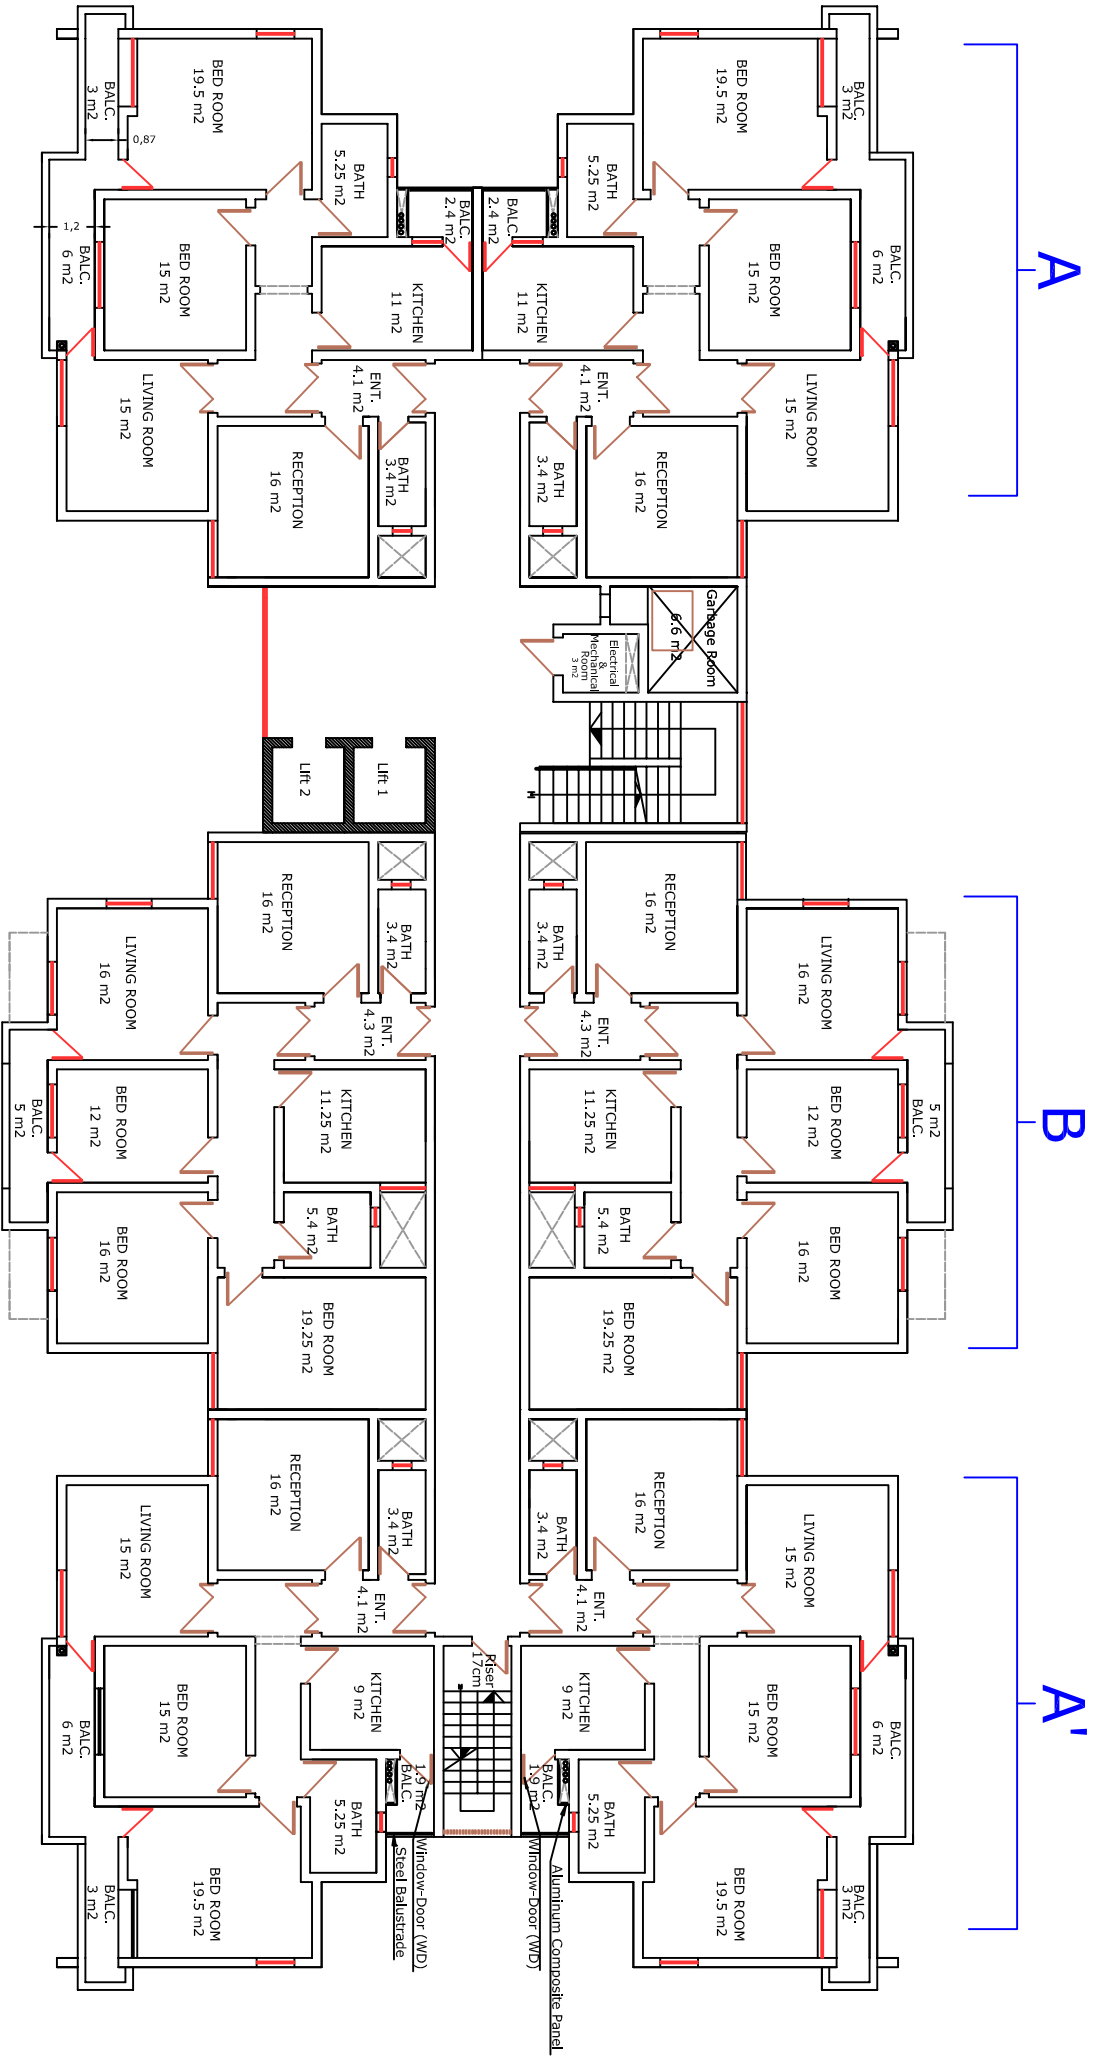 A
BED ROOM
19.5 m2
BALC.
3 m2
BATH
5.25 m2
BALC.
2.4 m2
BED ROOM
15 m2
BALC.
6 m2
KITCHEN
11 m2
ENT.
4.1 m2
LIVING ROOM
15 m2
BATH
3.4 m2
RECEPTION
16 m2
BED ROOM
19.5 m2
BALC.
3 m2
0,87
BATH
5.25 m2
BALC.
2.4 m2
BED ROOM
15 m2
1,2
BALC.
6 m2
KITCHEN
11 m2
ENT.
4.1 m2
LIVING ROOM
15 m2
BATH
3.4 m2
RECEPTION
16 m2
Garbage Room
6.6 m2
Electrical
&
Mechanical
Room
3 m2
Lift 1
Lift 2
B
RECEPTION
16 m2
BATH
3.4 m2
LIVING ROOM
16 m2
ENT.
4.3 m2
KITCHEN
11.25 m2
BED ROOM
12 m2
5 m2
BALC.
BATH
5.4 m2
BED ROOM
16 m2
BED ROOM
19.25 m2
RECEPTION
16 m2
BATH
3.4 m2
LIVING ROOM
16 m2
ENT.
4.3 m2
KITCHEN
11.25 m2
BED ROOM
12 m2
BALC.
5 m2
BATH
5.4 m2
BED ROOM
16 m2
BED ROOM
19.25 m2
A'
RECEPTION
16 m2
BATH
3.4 m2
LIVING ROOM
15 m2
ENT.
4.1 m2
KITCHEN
9 m2
BED ROOM
15 m2
BALC.
6 m2
BALC.
1.9 m2
BATH
5.25 m2
BED ROOM
19.5 m2
BALC.
3 m2
Aluminum Composite Panel
Window-Door (WD)
Riser
17cm
RECEPTION
16 m2
BATH
3.4 m2
LIVING ROOM
15 m2
ENT.
4.1 m2
KITCHEN
9 m2
BED ROOM
15 m2
BALC.
6 m2
1.9 m2
BALC.
BATH
5.25 m2
BED ROOM
19.5 m2
BALC.
3 m2
Window-Door (WD)
Steel Balustrade